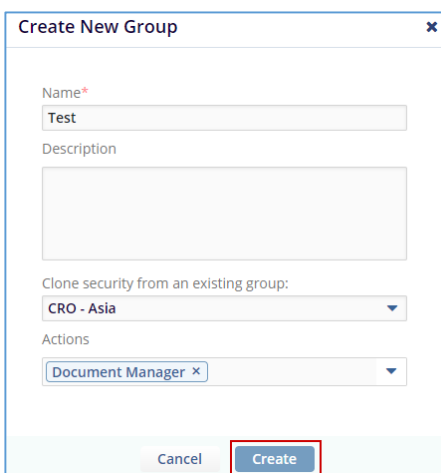 Create New Group
Name*
Test
Description
Clone security from an existing group:
CRO - Asia
Actions
Document Manager ×
Cancel
Create